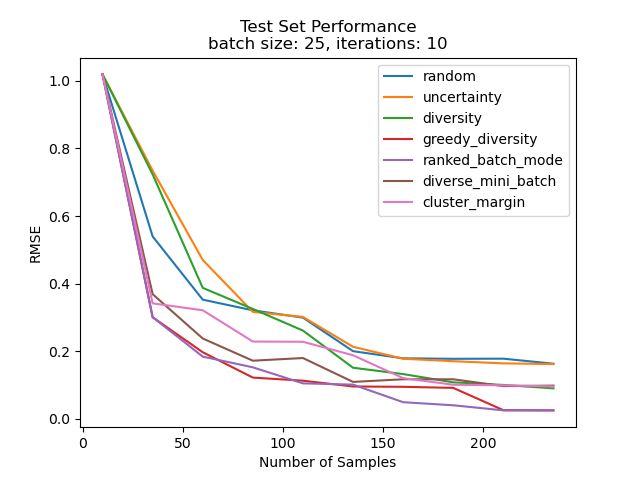 Test Set Performance
batch size: 25, iterations: 10
random
uncertainty
diversity
greedy_diversity
ranked_batch_mode
diverse_mini_batch
cluster_margin
1.0
0.8
0.6
0.4
0.2
0.0
RMSE
0
50
100
150
200
Number of Samples